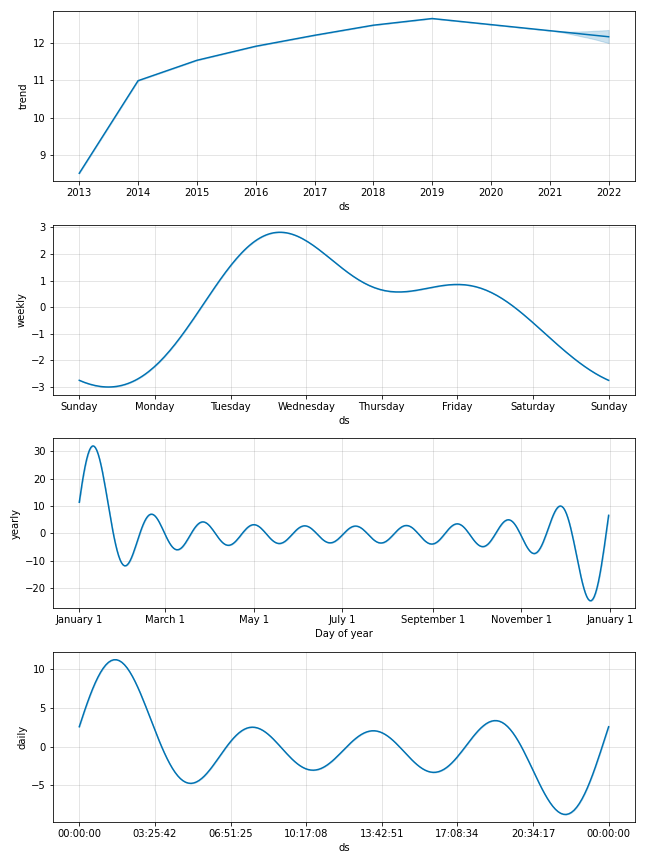 12
11
10
9
trend
2013 2014 2015 2016 2017 2018 2019 2020 2021 2022
ds
3
2
1
0
−1
−2
−3
weekly
Sunday Monday Tuesday Wednesday Thursday Friday Saturday Sunday
ds
30
20
10
0
−10
−20
yearly
January 1 March 1 May 1 July 1 September 1 November 1 January 1
Day of year
10
5
0
−5
daily
00:00:00 03:25:42 06:51:25 10:17:08 13:42:51 17:08:34 20:34:17 00:00:00
ds